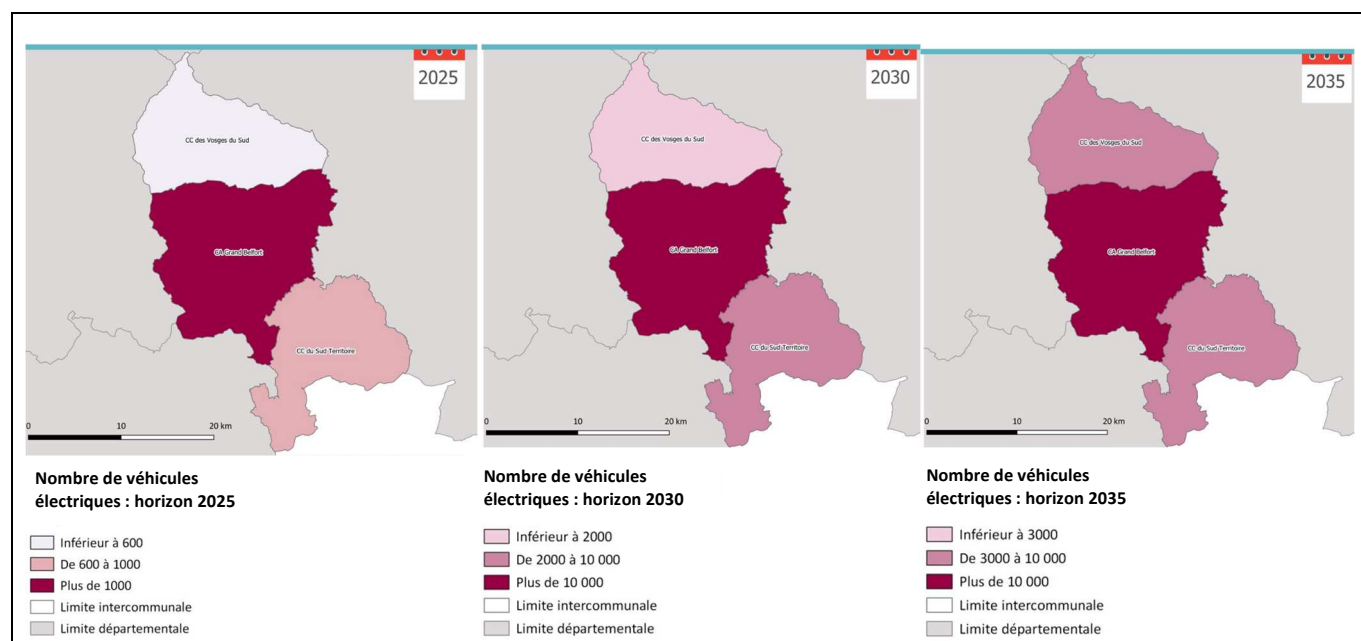 2025
CC des Vosges du Sud
CA Grand Belfort
CC du Sud Territoire
0 10 20 km
Nombre de véhicules
électriques : horizon 2025
Inférieur à 600
De 600 à 1000
Plus de 1000
Limite intercommunale
Limite départementale
2030
CC des Vosges du Sud
CA Grand Belfort
CC du Sud Territoire
0 10 20 km
Nombre de véhicules
électriques : horizon 2030
Inférieur à 2000
De 2000 à 10 000
Plus de 10 000
Limite intercommunale
Limite départementale
2035
CC des Vosges du Sud
CA Grand Belfort
CC du Sud Territoire
0 10 20 km
Nombre de véhicules
électriques : horizon 2035
Inférieur à 3000
De 3000 à 10 000
Plus de 10 000
Limite intercommunale
Limite départementale